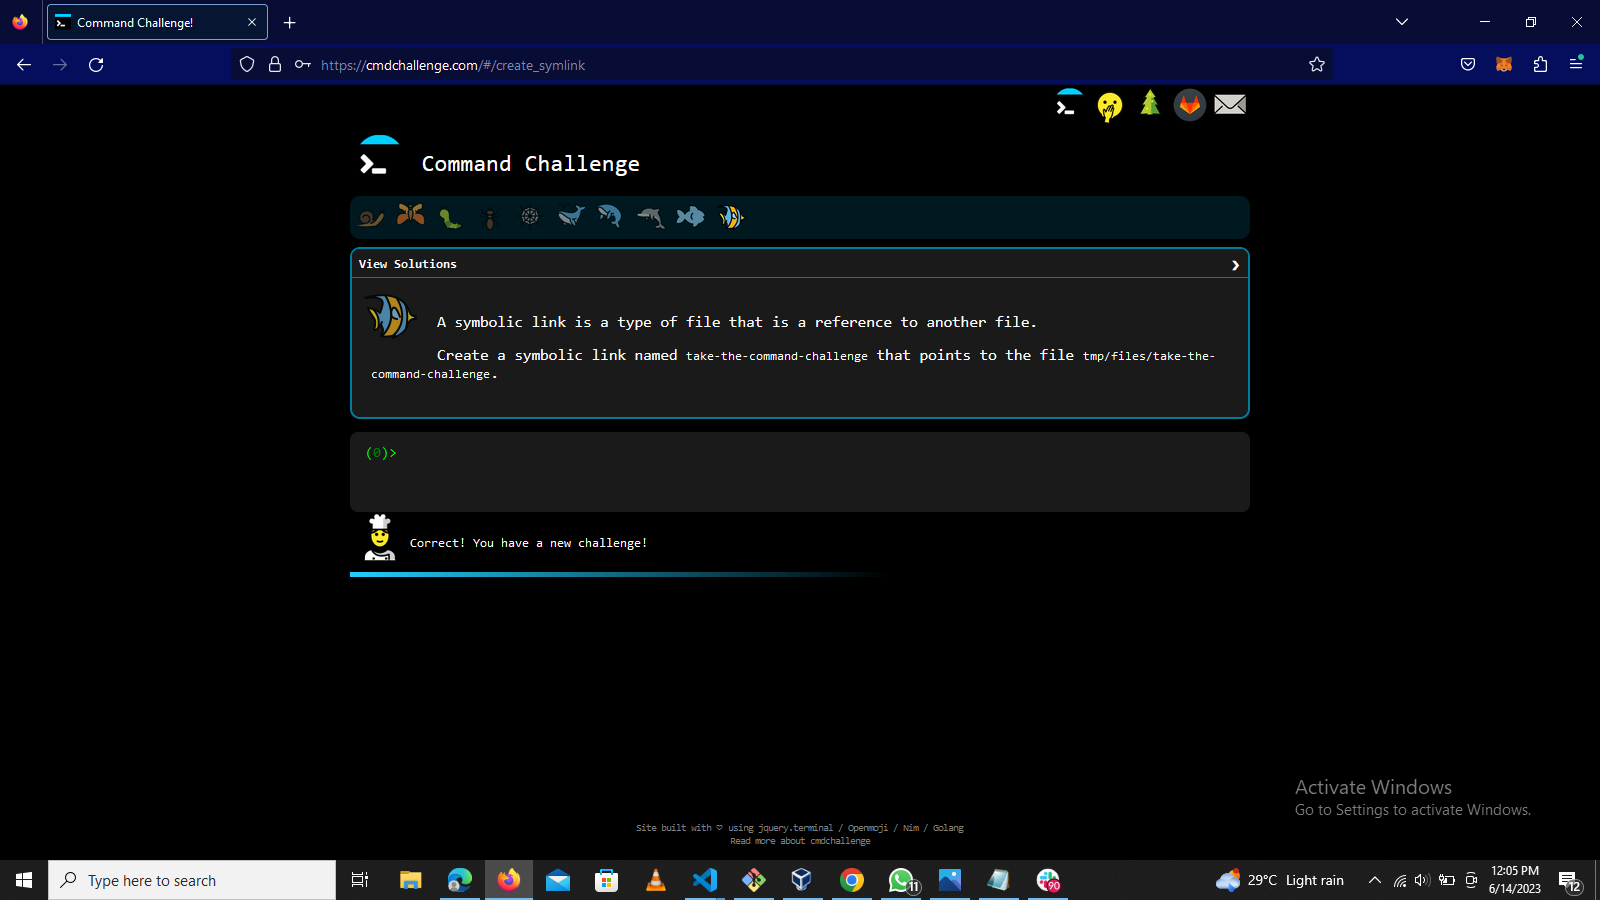 Command Challenge!
https://cmdchallenge.com/#/create_symlink
Command Challenge
View Solutions
A symbolic link is a type of file that is a reference to another file.
Create a symbolic link named take-the-command-challenge that points to the file tmp/files/take-the-
command-challenge.
(0)>
Correct! You have a new challenge!
Activate Windows
Go to Settings to activate Windows.
Site built with ♡ using jquery.terminal / Openmoji / Nim / Golang
Read more about cmdchallenge
Type here to search
11
90
29°C Light rain
12:05 PM
6/14/2023
12